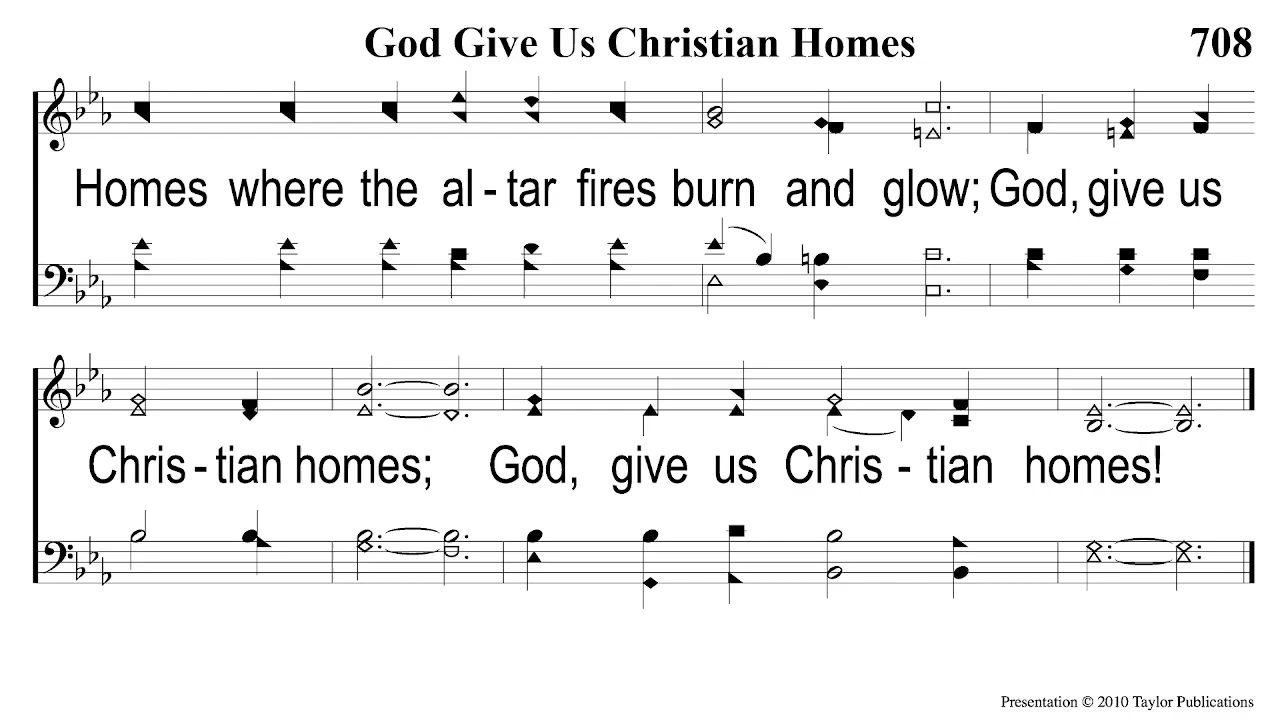 God Give Us Christian Homes 708
Homes where the al - tar fires burn and glow; God, give us
Chris - tian homes; God, give us Chris - tian homes!
Presentation © 2010 Taylor Publications